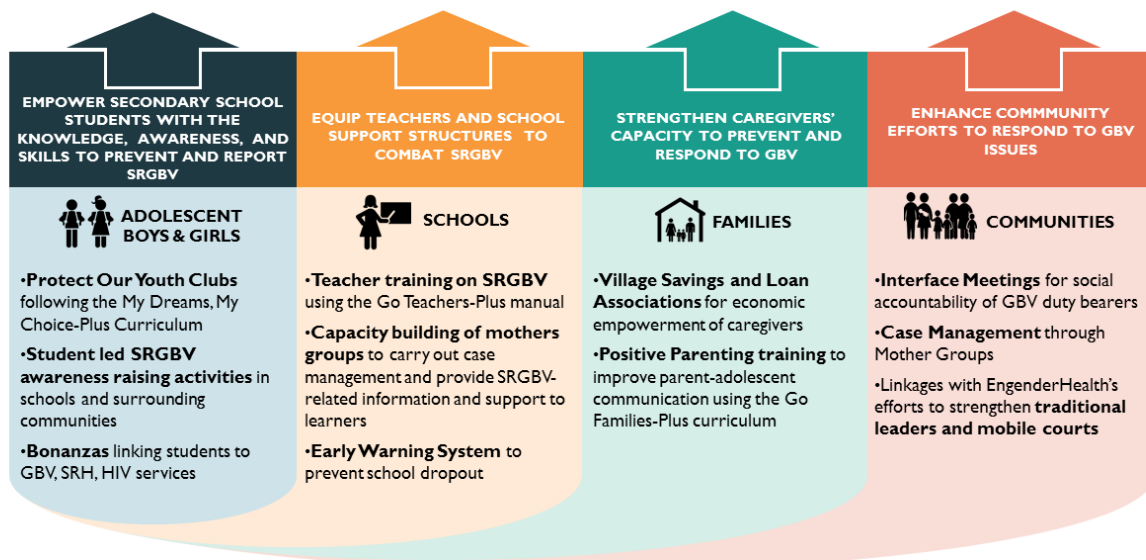 EMPOWER SECONDARY SCHOOL
STUDENTS WITH THE
KNOWLEDGE, AWARENESS, AND
SKILLS TO PREVENT AND REPORT
SRGBV
ADOLESCENT
BOYS & GIRLS
•Protect Our Youth Clubs
following the My Dreams, My
Choice-Plus Curriculum
•Student led SRGBV
awareness raising activities in
schools and surrounding
communities
•Bonanzas linking students to
GBV, SRH, HIV services
EQUIP TEACHERS AND SCHOOL
SUPPORT STRUCTURES TO
COMBAT SRGBV
SCHOOLS
•Teacher training on SRGBV
using the Go Teachers-Plus manual
•Capacity building of mothers
groups to carry out case
management and provide SRGBV-
related information and support to
learners
•Early Warning System to
prevent school dropout
STRENGTHEN CAREGIVERS'
CAPACITY TO PREVENT AND
RESPOND TO GBV
FAMILIES
•Village Savings and Loan
Associations for economic
empowerment of caregivers
•Positive Parenting training to
improve parent-adolescent
communication using the Go
Families-Plus curriculum
ENHANCE COMMMUNITY
EFFORTS TO RESPOND TO GBV
ISSUES
COMMUNITIES
•Interface Meetings for social
accountability of GBV duty bearers
•Case Management through
Mother Groups
•Linkages with EngenderHealth's
efforts to strengthen traditional
leaders and mobile courts